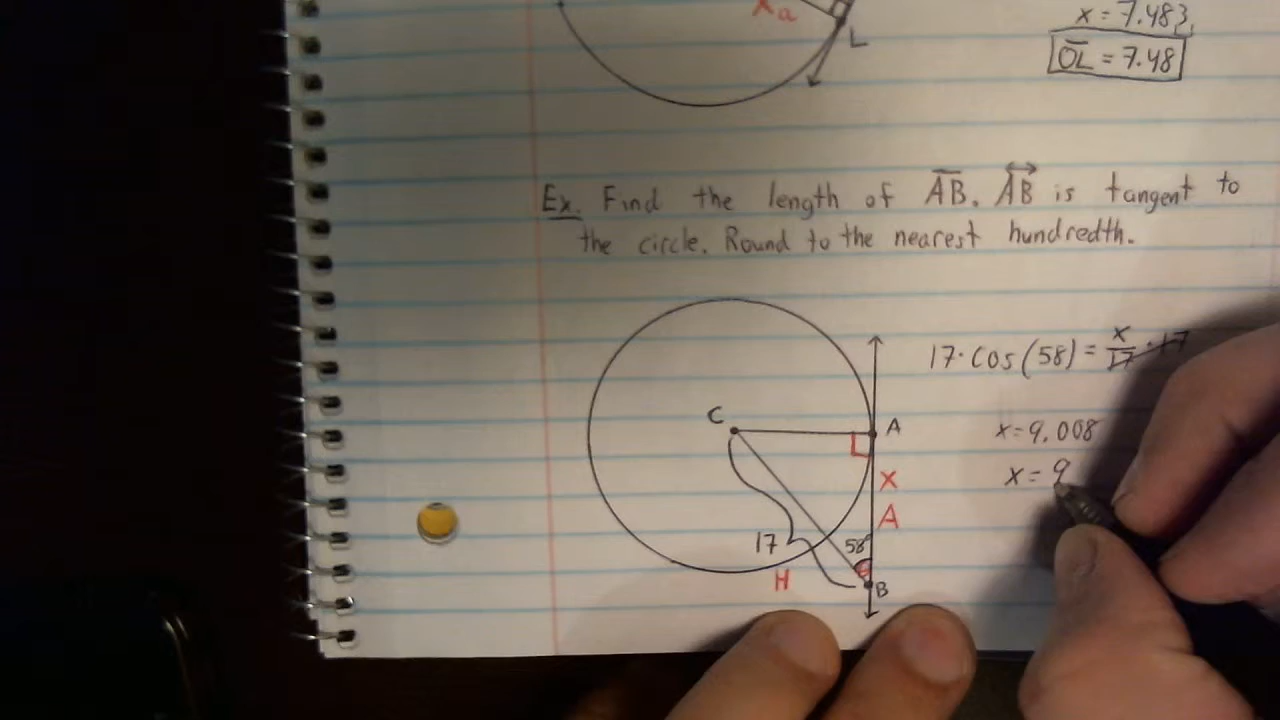 x = 7.483
OL = 7.48
X a
L
Ex. Find the length of AB. AB is tangent to
the circle. Round to the nearest hundredth.
17·cos(58) = x/17 ·17
C
A
x = 9.008
x = 9
X
A
17
58°
H
B